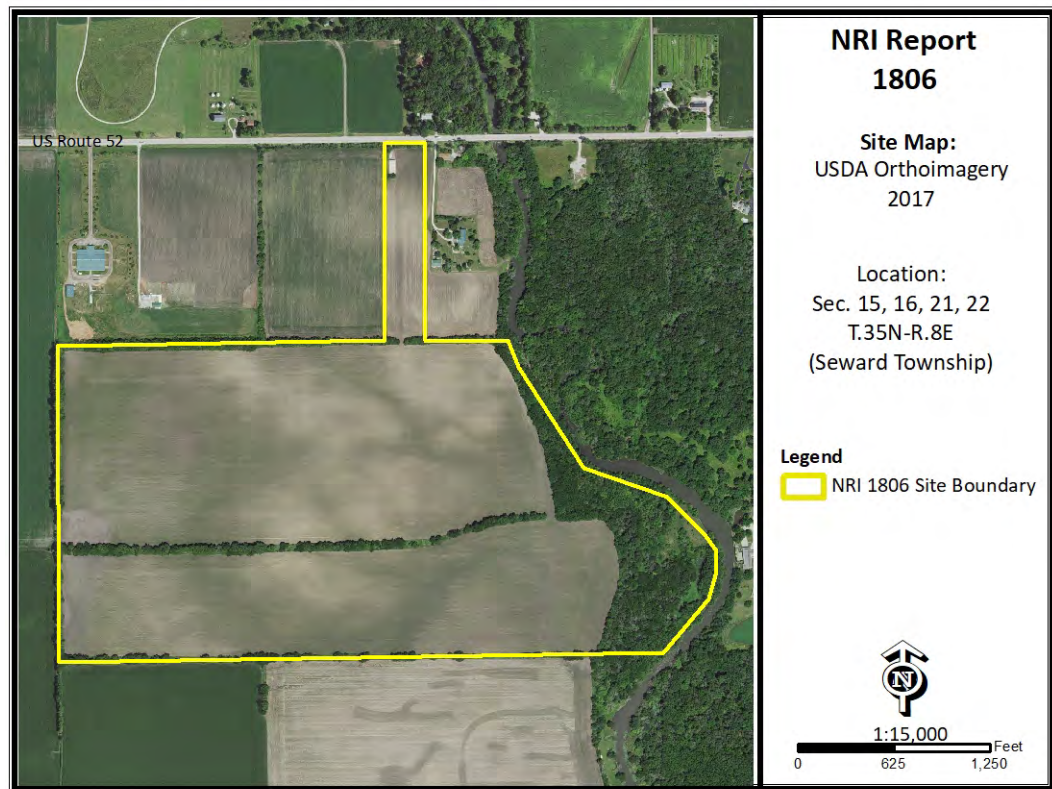 US Route 52
NRI Report
1806
Site Map:
USDA Orthoimagery
2017
Location:
Sec. 15, 16, 21, 22
T.35N-R.8E
(Seward Township)
Legend
NRI 1806 Site Boundary
N
1:15,000
Feet
0 625 1,250